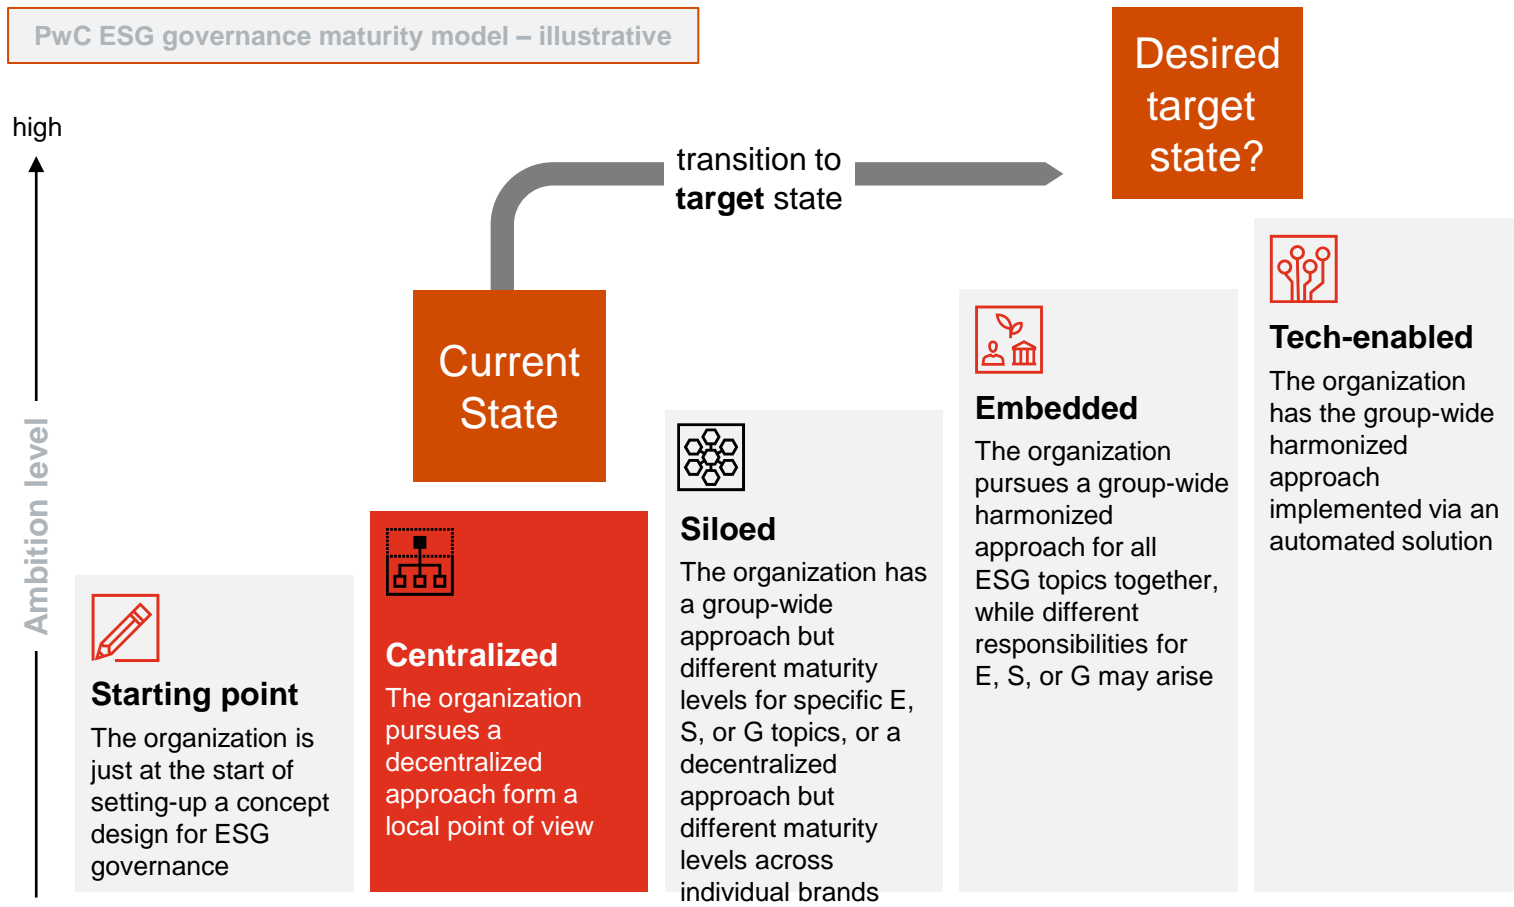 PwC ESG governance maturity model – illustrative
Desired
target
state?
high
transition to
target state
Current
State
Ambition level
Starting point
The organization is
just at the start of
setting-up a concept
design for ESG
governance
Centralized
The organization
pursues a
decentralized
approach form a
local point of view
Siloed
The organization has
a group-wide
approach but
different maturity
levels for specific E,
S, or G topics, or a
decentralized
approach but
different maturity
levels across
individual brands
Embedded
The organization
pursues a group-wide
harmonized
approach for all
ESG topics together,
while different
responsibilities for
E, S, or G may arise
Tech-enabled
The organization
has the group-wide
harmonized
approach
implemented via an
automated solution